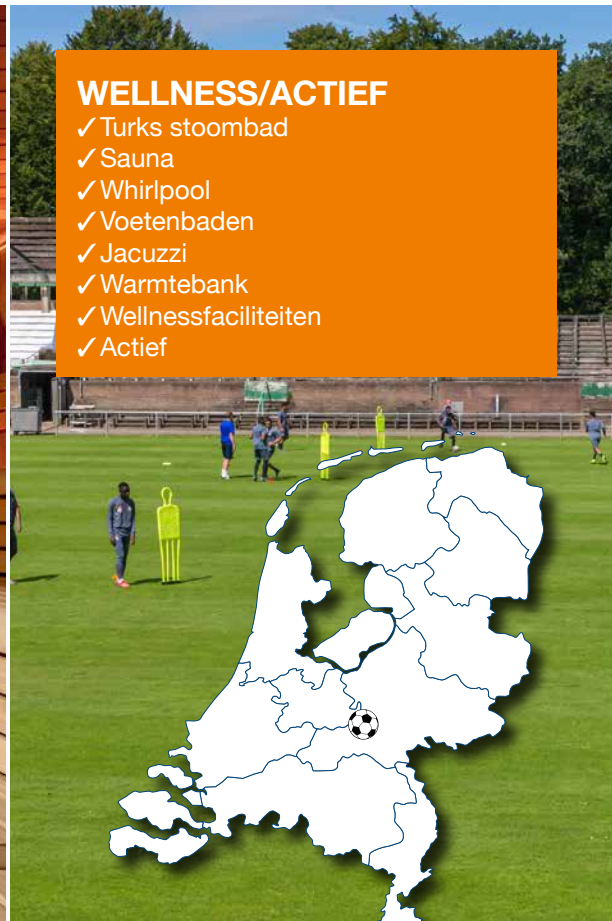 WELLNESS/ACTIEF
✓ Turks stoombad
✓ Sauna
✓ Whirlpool
✓ Voetenbaden
✓ Jacuzzi
✓ Warmtebank
✓ Wellnessfaciliteiten
✓ Actief